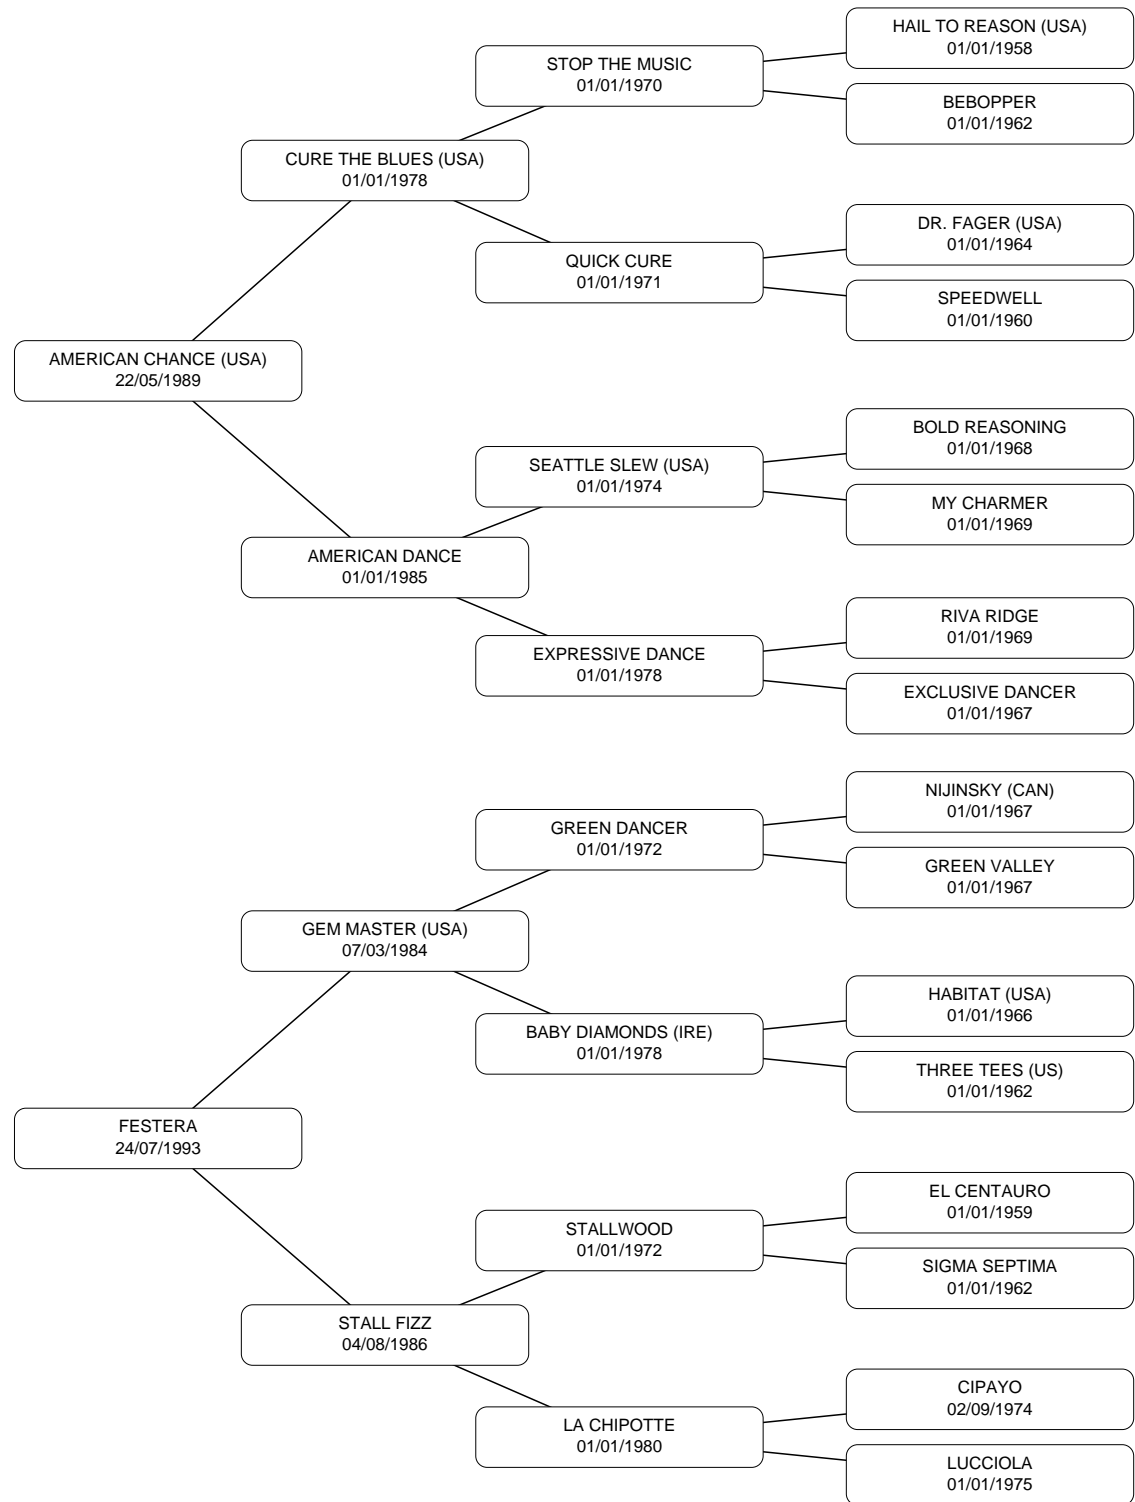 HAIL TO REASON (USA)
01/01/1958
STOP THE MUSIC
01/01/1970
BEBOPPER
01/01/1962
CURE THE BLUES (USA)
01/01/1978
DR. FAGER (USA)
01/01/1964
QUICK CURE
01/01/1971
SPEEDWELL
01/01/1960
AMERICAN CHANCE (USA)
22/05/1989
BOLD REASONING
01/01/1968
SEATTLE SLEW (USA)
01/01/1974
MY CHARMER
01/01/1969
AMERICAN DANCE
01/01/1985
RIVA RIDGE
01/01/1969
EXPRESSIVE DANCE
01/01/1978
EXCLUSIVE DANCER
01/01/1967
NIJINSKY (CAN)
01/01/1967
GREEN DANCER
01/01/1972
GREEN VALLEY
01/01/1967
GEM MASTER (USA)
07/03/1984
HABITAT (USA)
01/01/1966
BABY DIAMONDS (IRE)
01/01/1978
THREE TEES (US)
01/01/1962
FESTERA
24/07/1993
EL CENTAURO
01/01/1959
STALLWOOD
01/01/1972
SIGMA SEPTIMA
01/01/1962
STALL FIZZ
04/08/1986
CIPAYO
02/09/1974
LA CHIPOTTE
01/01/1980
LUCCIOLA
01/01/1975